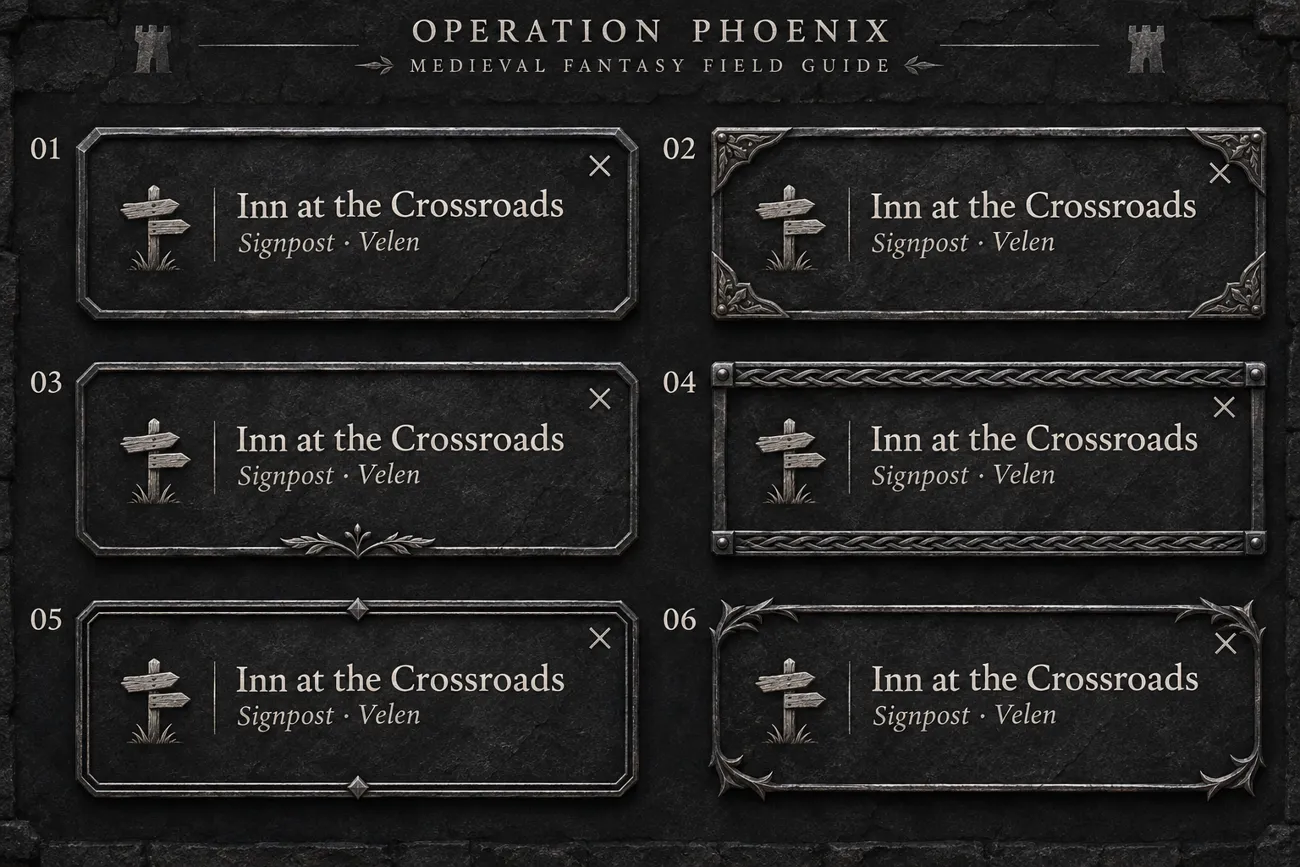 OPERATION PHOENIX
MEDIEVAL FANTASY FIELD GUIDE
01
Inn at the Crossroads
Signpost · Velen
02
Inn at the Crossroads
Signpost · Velen
03
Inn at the Crossroads
Signpost · Velen
04
Inn at the Crossroads
Signpost · Velen
05
Inn at the Crossroads
Signpost · Velen
06
Inn at the Crossroads
Signpost · Velen